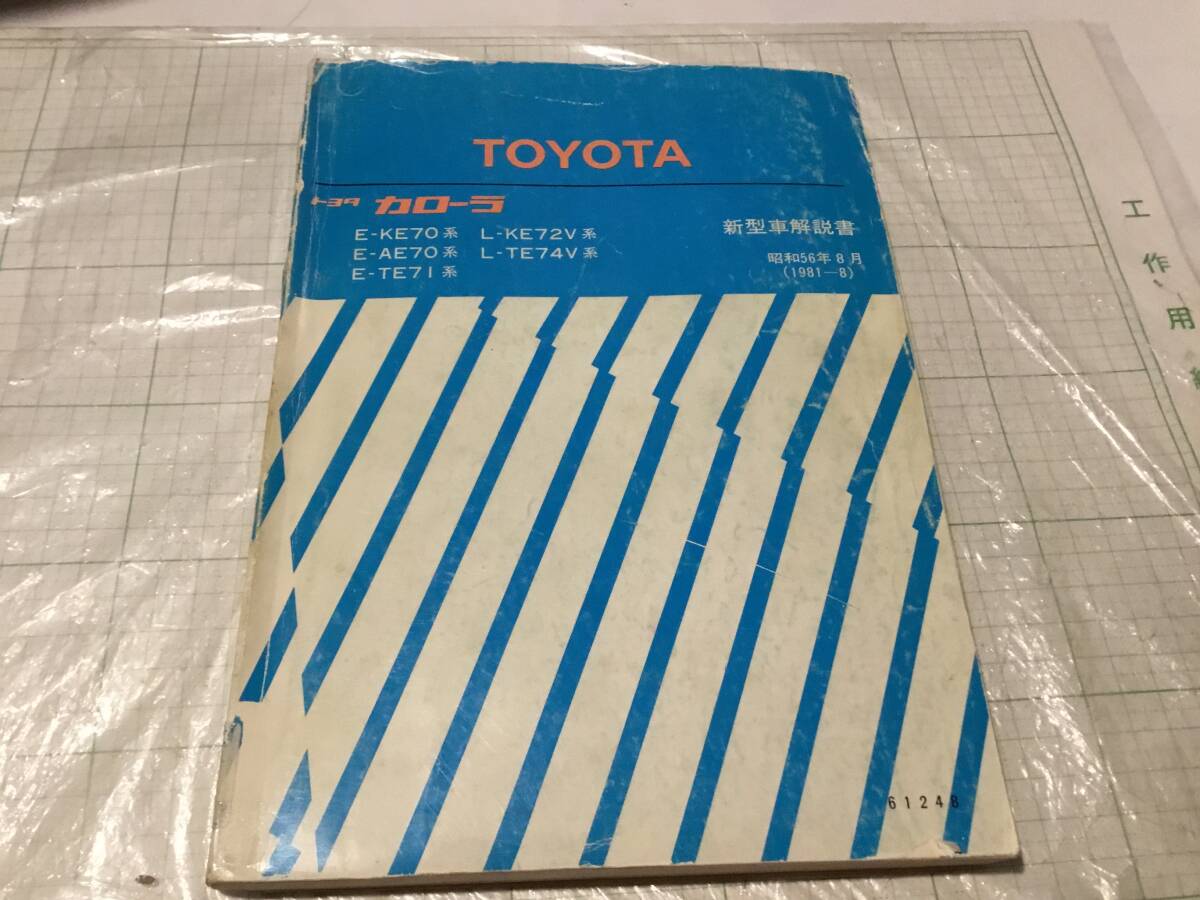 TOYOTA
トヨタ カローラ
E-KE70系 L-KE72V系
E-AE70系 L-TE74V系
E-TE71系
新型車解説書
昭和56年8月
(1981-8)
61248
工作用